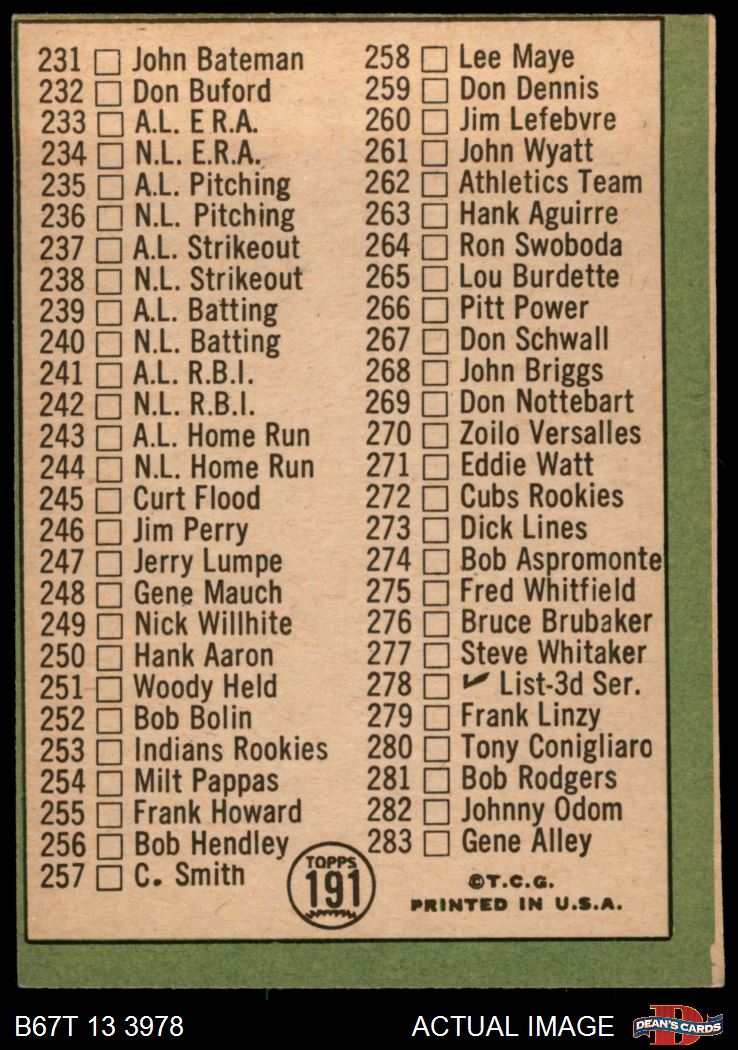 231 John Bateman
232 Don Buford
233 A.L. E R.A.
234 N.L. E.R.A.
235 A.L. Pitching
236 N.L. Pitching
237 A.L. Strikeout
238 N.L. Strikeout
239 A.L. Batting
240 N.L. Batting
241 A.L. R.B.I.
242 N.L. R.B.I.
243 A.L. Home Run
244 N.L. Home Run
245 Curt Flood
246 Jim Perry
247 Jerry Lumpe
248 Gene Mauch
249 Nick Willhite
250 Hank Aaron
251 Woody Held
252 Bob Bolin
253 Indians Rookies
254 Milt Pappas
255 Frank Howard
256 Bob Hendley
257 C. Smith
258 Lee Maye
259 Don Dennis
260 Jim Lefebvre
261 John Wyatt
262 Athletics Team
263 Hank Aguirre
264 Ron Swoboda
265 Lou Burdette
266 Pitt Power
267 Don Schwall
268 John Briggs
269 Don Nottebart
270 Zoilo Versalles
271 Eddie Watt
272 Cubs Rookies
273 Dick Lines
274 Bob Aspromonte
275 Fred Whitfield
276 Bruce Brubaker
277 Steve Whitaker
278 ✔ List-3d Ser.
279 Frank Linzy
280 Tony Conigliaro
281 Bob Rodgers
282 Johnny Odom
283 Gene Alley
TOPPS
191
©T.C.G.
PRINTED IN U.S.A.
B67T 13 3978
ACTUAL IMAGE
D
DEAN'S CARDS